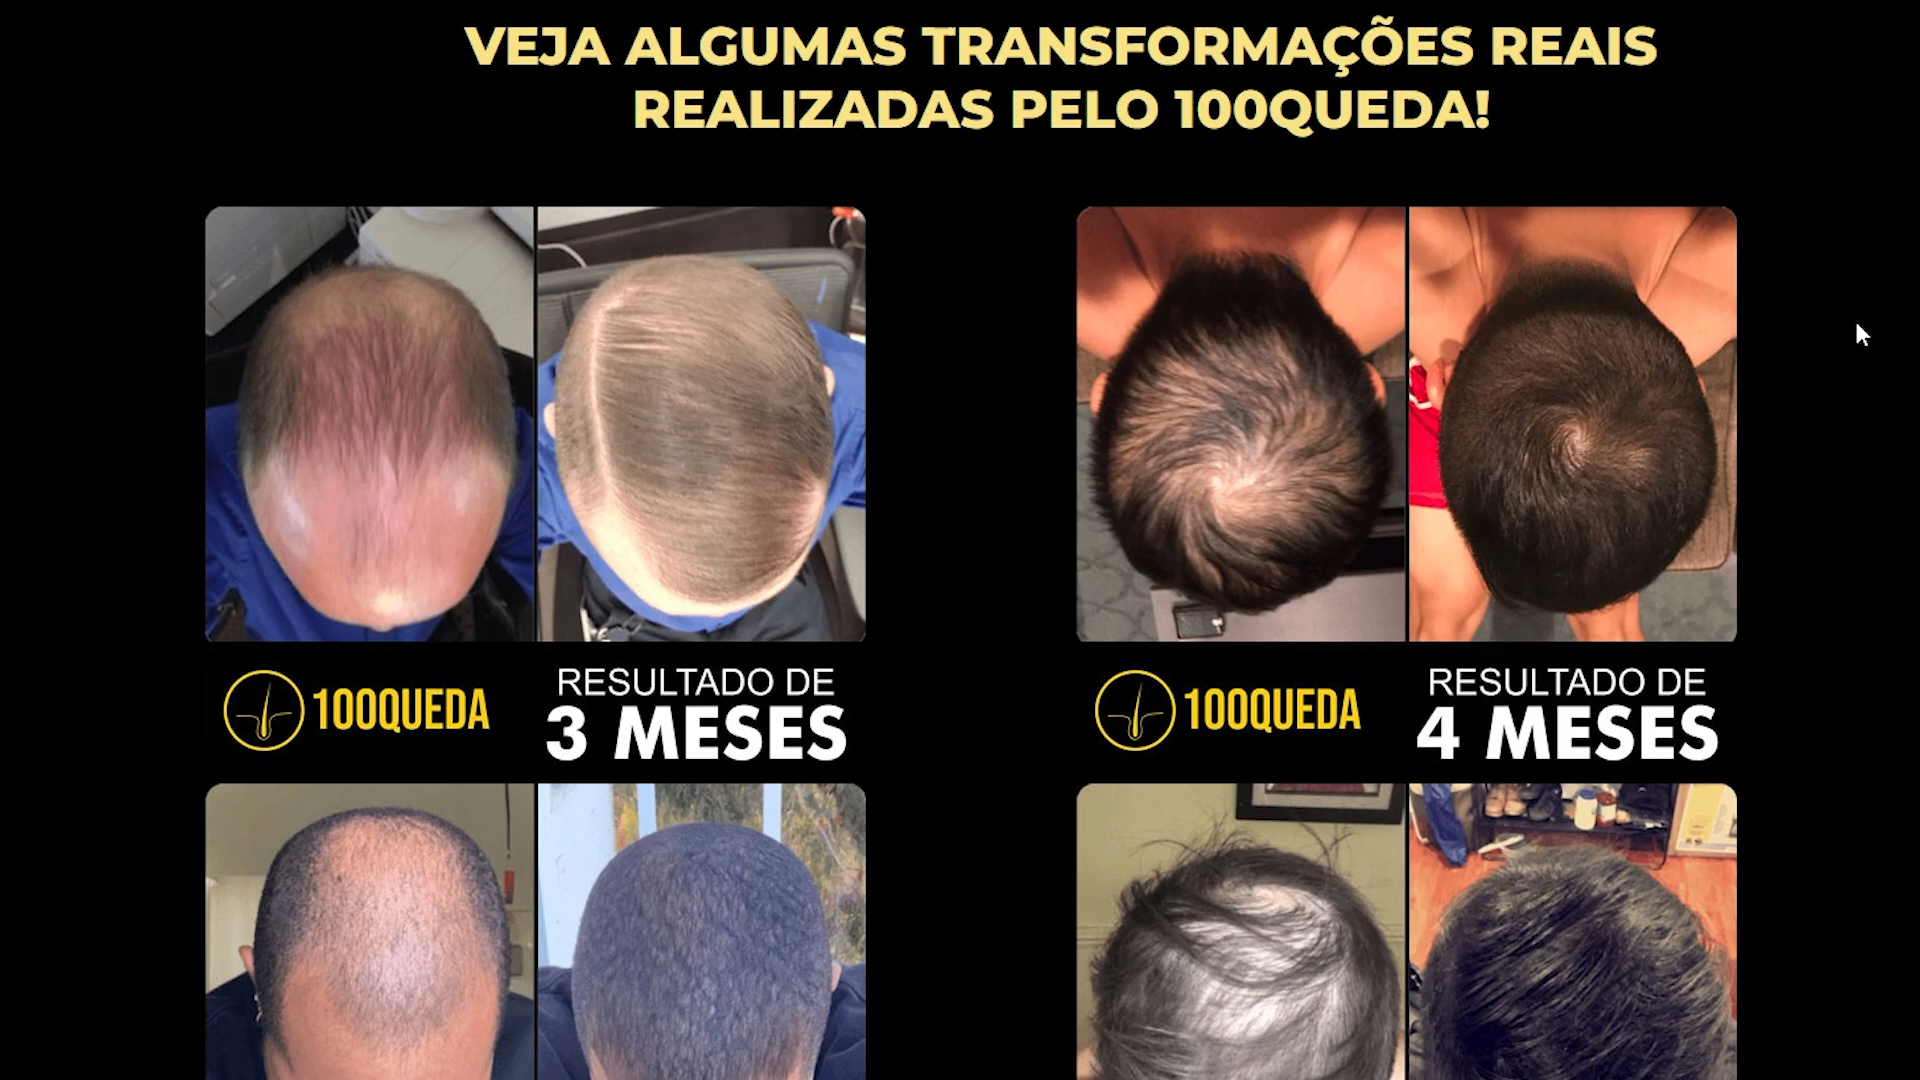 VEJA ALGUMAS TRANSFORMAÇÕES REAIS
REALIZADAS PELO 100QUEDA!
100QUEDA
RESULTADO DE
3 MESES
100QUEDA
RESULTADO DE
4 MESES